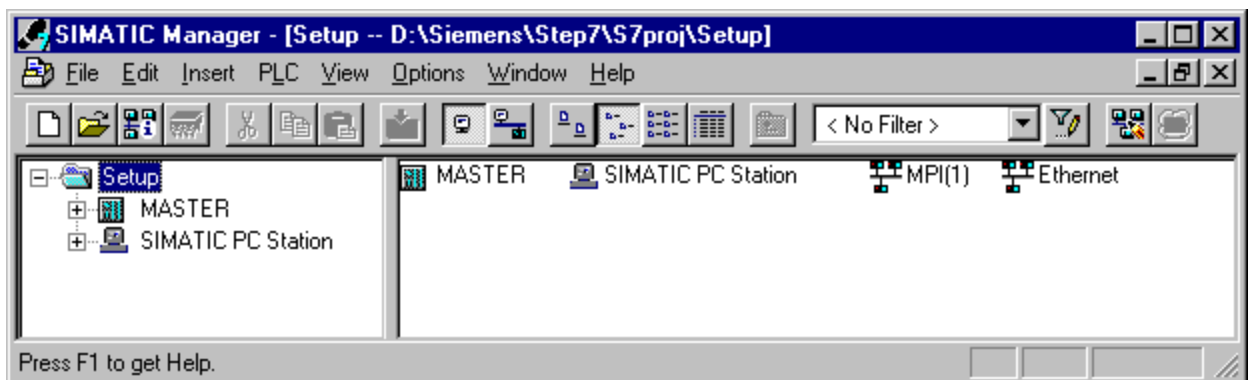 SIMATIC Manager - [Setup -- D:\Siemens\Step7\S7proj\Setup]
File Edit Insert PLC View Options Window Help
< No Filter >
Setup
MASTER
SIMATIC PC Station
MASTER SIMATIC PC Station MPI(1) Ethernet
Press F1 to get Help.